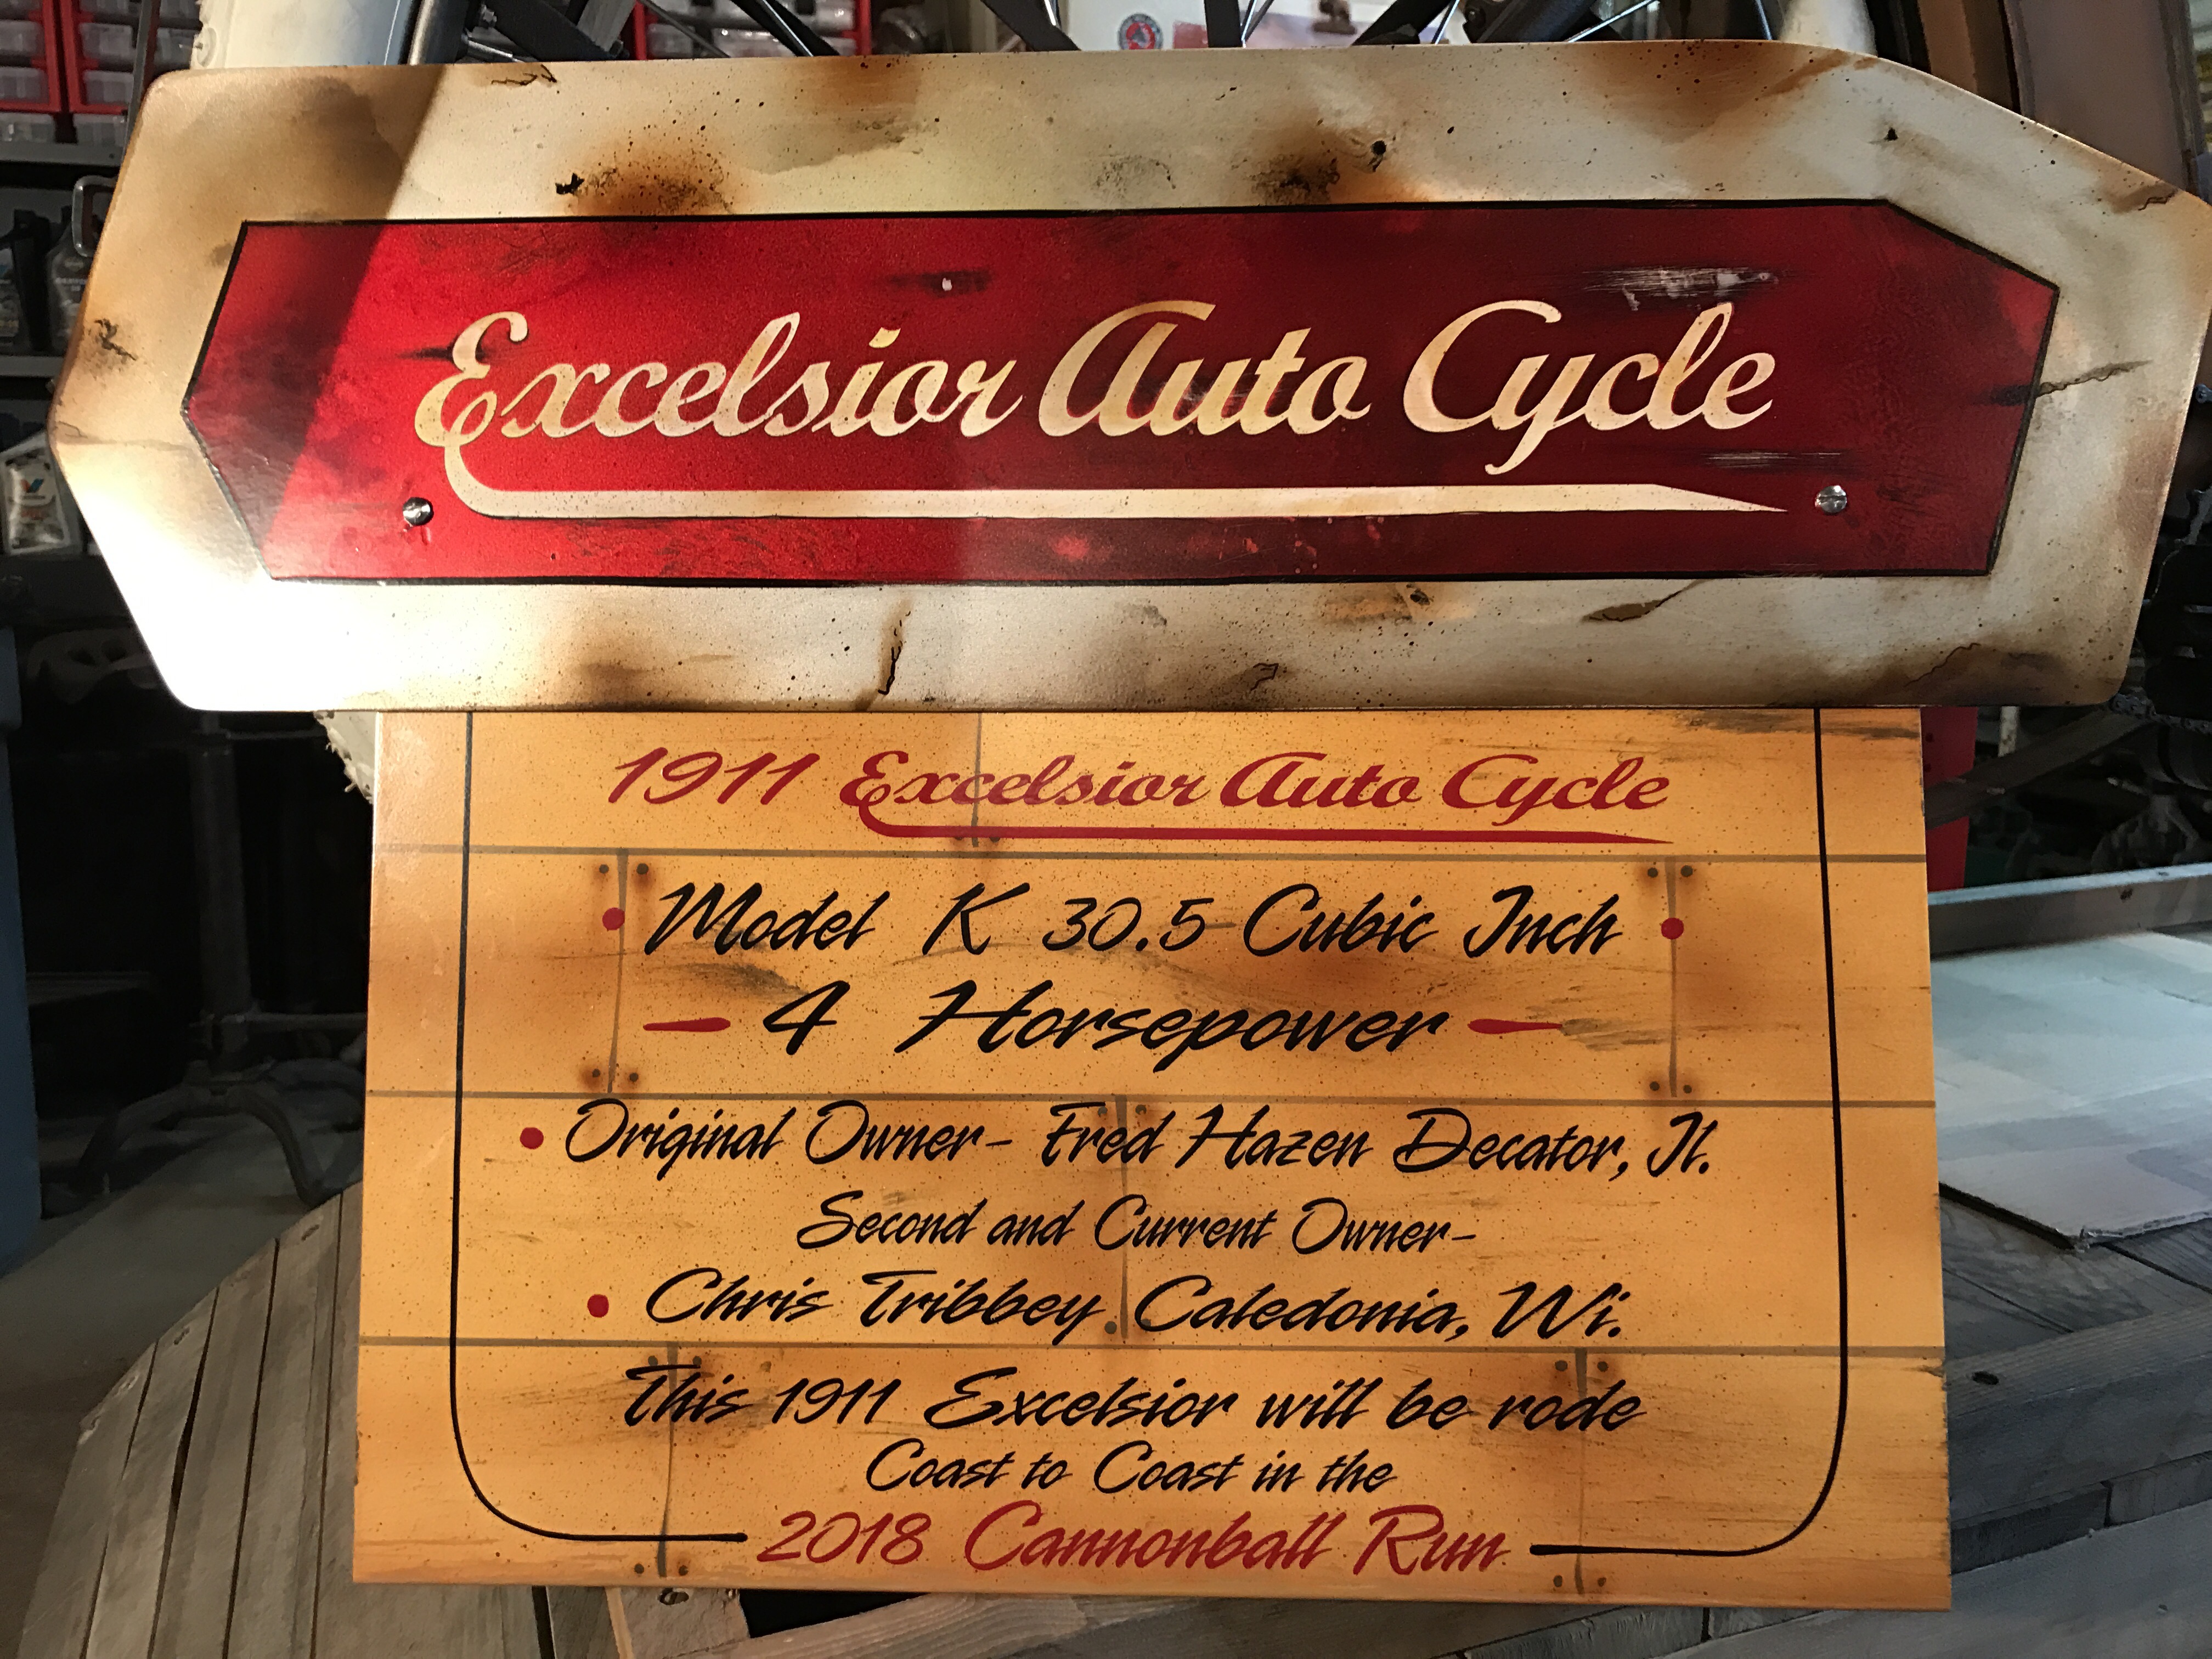 Excelsior Auto Cycle
1911 Excelsior Auto Cycle
Model K 30.5 Cubic Inch
4 Horsepower
Original Owner- Fred Hazen Decator, Il.
Second and Current Owner-
Chris Tribbey Caledonia, Wi.
This 1911 Excelsior will be rode
Coast to Coast in the
2018 Cannonball Run